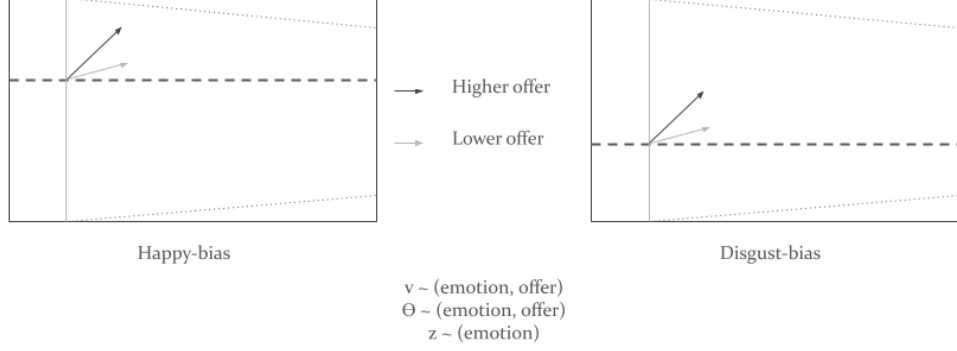 Higher offer
Lower offer
Happy-bias
Disgust-bias
v ~ (emotion, offer)
Θ ~ (emotion, offer)
z ~ (emotion)